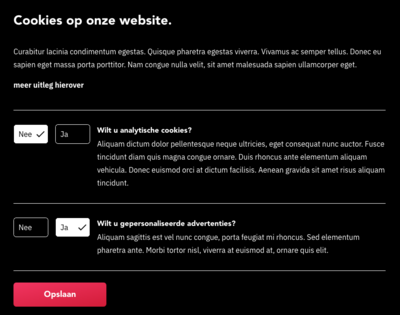 Cookies op onze website.
Curabitur lacinia condimentum egestas. Quisque pharetra egestas viverra. Vivamus ac semper tellus. Donec eu
sapien eget massa porta porttitor. Nam congue nulla velit, sit amet malesuada sapien ullamcorper eget.
meer uitleg hierover
Nee
Ja
Wilt u analytische cookies?
Aliquam dictum dolor pellentesque neque ultricies, eget consequat nunc auctor. Fusce
tincidunt diam quis magna congue ornare. Duis rhoncus ante elementum aliquam
vehicula. Donec euismod orci at dictum facilisis. Aenean gravida sit amet risus aliquam
tincidunt.
Nee
Ja
Wilt u gepersonaliseerde advertenties?
Aliquam sagittis est vel nunc congue, porta feugiat mi rhoncus. Sed elementum
pharetra ante. Morbi tortor nisl, viverra at euismod at, ornare quis elit.
Opslaan